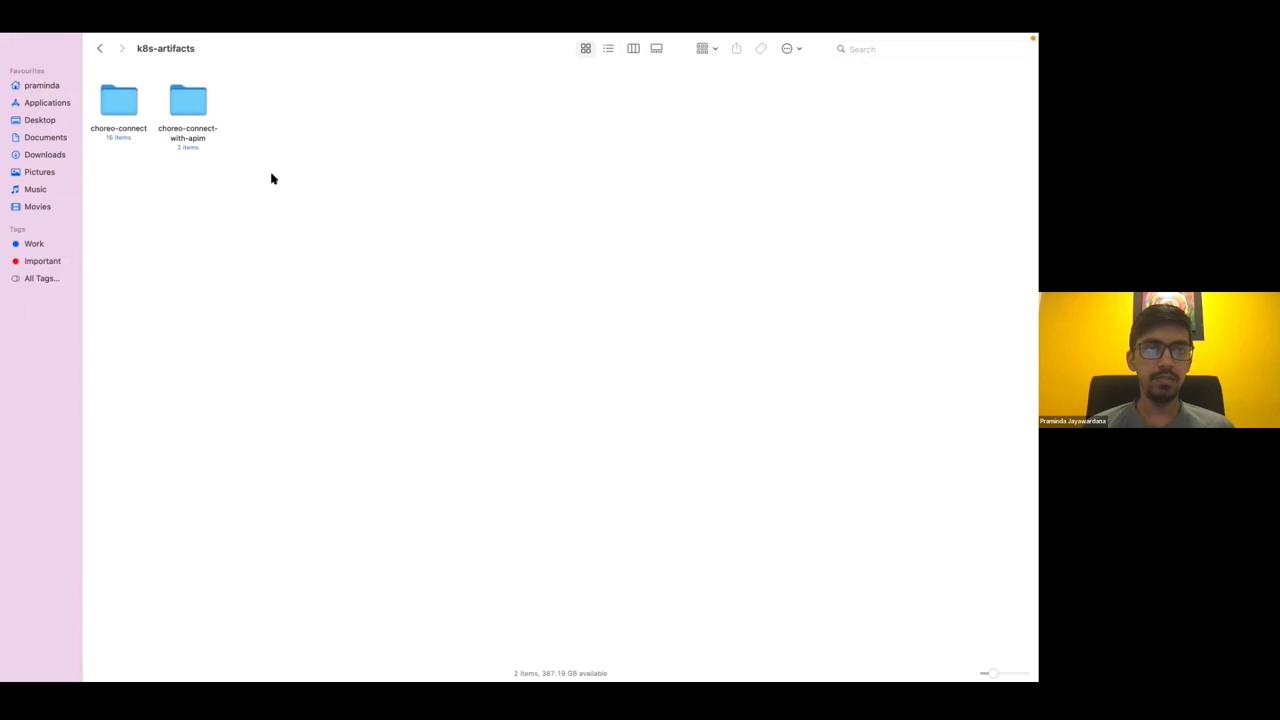 k8s-artifacts
Search
Favourites
praminda
Applications
Desktop
Documents
Downloads
Pictures
Music
Movies
Tags
Work
Important
All Tags...
choreo-connect
16 items
choreo-connect-
with-apim
2 items
Praminda Jayawardana
2 items, 387.19 GB available